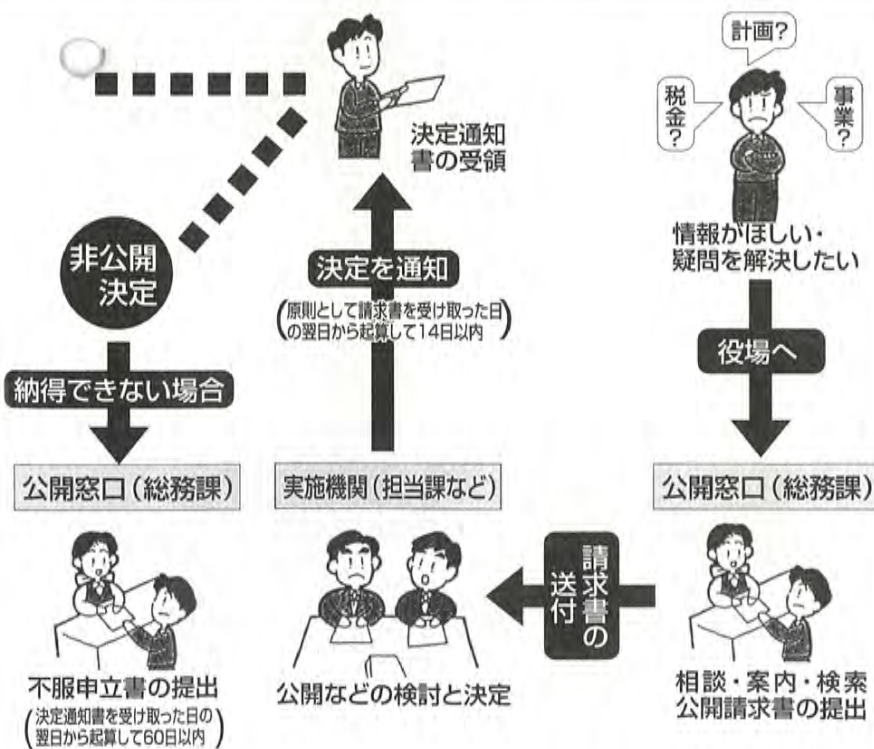 計画?
税金?
事業?
情報がほしい・
疑問を解決したい
役場へ
公開窓口(総務課)
相談・案内・検索
公開請求書の提出
請求書の
送付
実施機関(担当課など)
公開などの検討と決定
決定を通知
(原則として請求書を受け取った日
の翌日から起算して14日以内)
決定通知
書の受領
非公開
決定
納得できない場合
公開窓口(総務課)
不服申立書の提出
(決定通知書を受け取った日の
翌日から起算して60日以内)